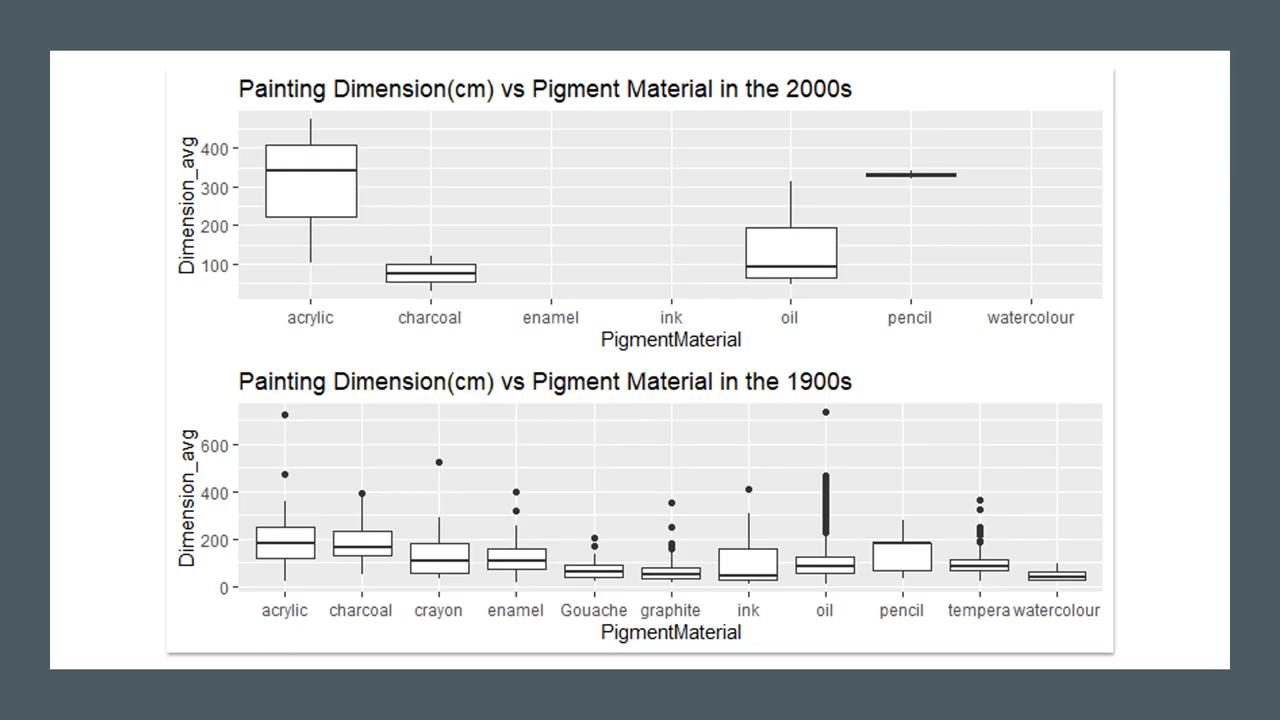 Painting Dimension(cm) vs Pigment Material in the 2000s
Dimension_avg
400
300
200
100
acrylic charcoal enamel ink oil pencil watercolour
PigmentMaterial
Painting Dimension(cm) vs Pigment Material in the 1900s
Dimension_avg
600
400
200
0
acrylic charcoal crayon enamel Gouache graphite ink oil pencil tempera watercolour
PigmentMaterial